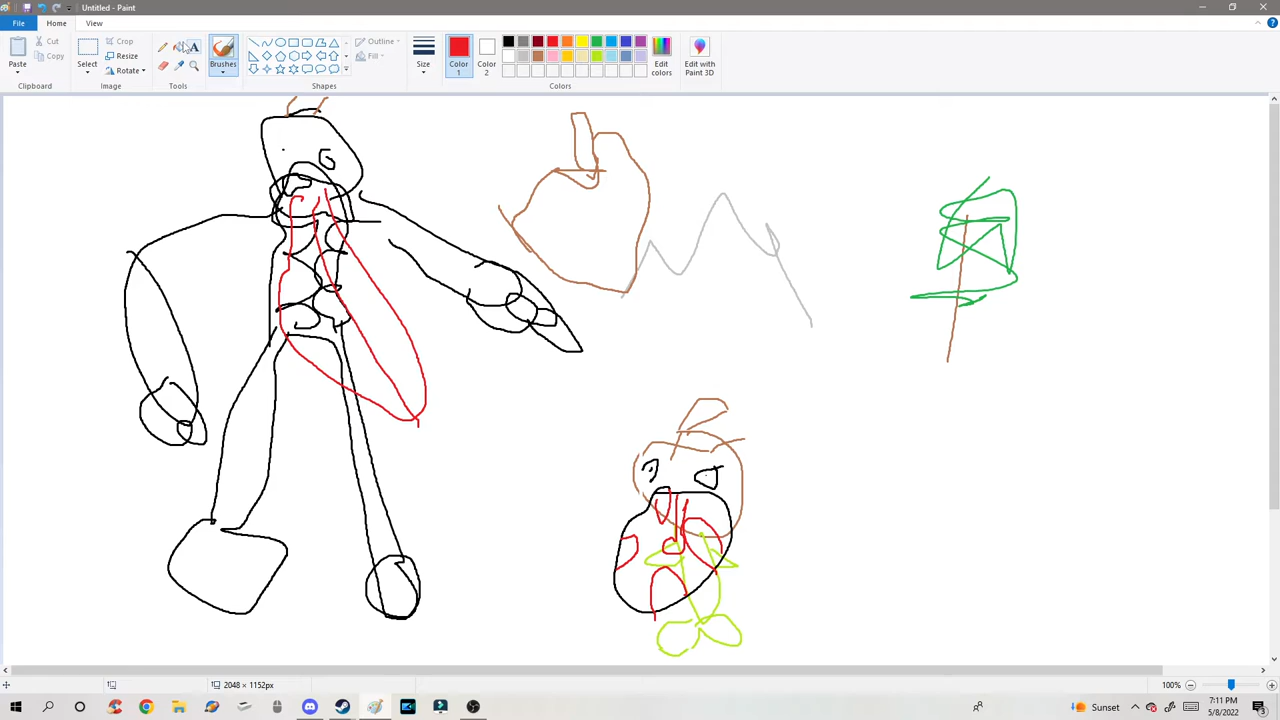 Untitled - Paint
File Home View
Cut
Copy
Paste
Clipboard
Select
Crop
Resize
Rotate
Image
A
Tools
Brushes
Outline
Fill
Shapes
Size
Color 1
Color 2
Edit colors
Edit with Paint 3D
Colors
2048 × 1152px
100%
Sunset
7:11 PM
5/8/2022
3